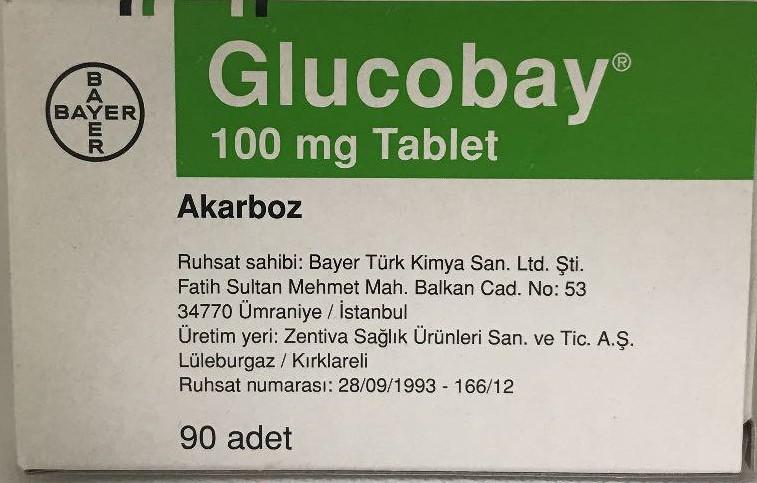 BAYER
BAYER
Glucobay®
100 mg Tablet
Akarboz
Ruhsat sahibi: Bayer Türk Kimya San. Ltd. Şti.
Fatih Sultan Mehmet Mah. Balkan Cad. No: 53
34770 Ümraniye / İstanbul
Üretim yeri: Zentiva Sağlık Ürünleri San. ve Tic. A.Ş.
Lüleburgaz / Kırklareli
Ruhsat numarası: 28/09/1993 - 166/12
90 adet